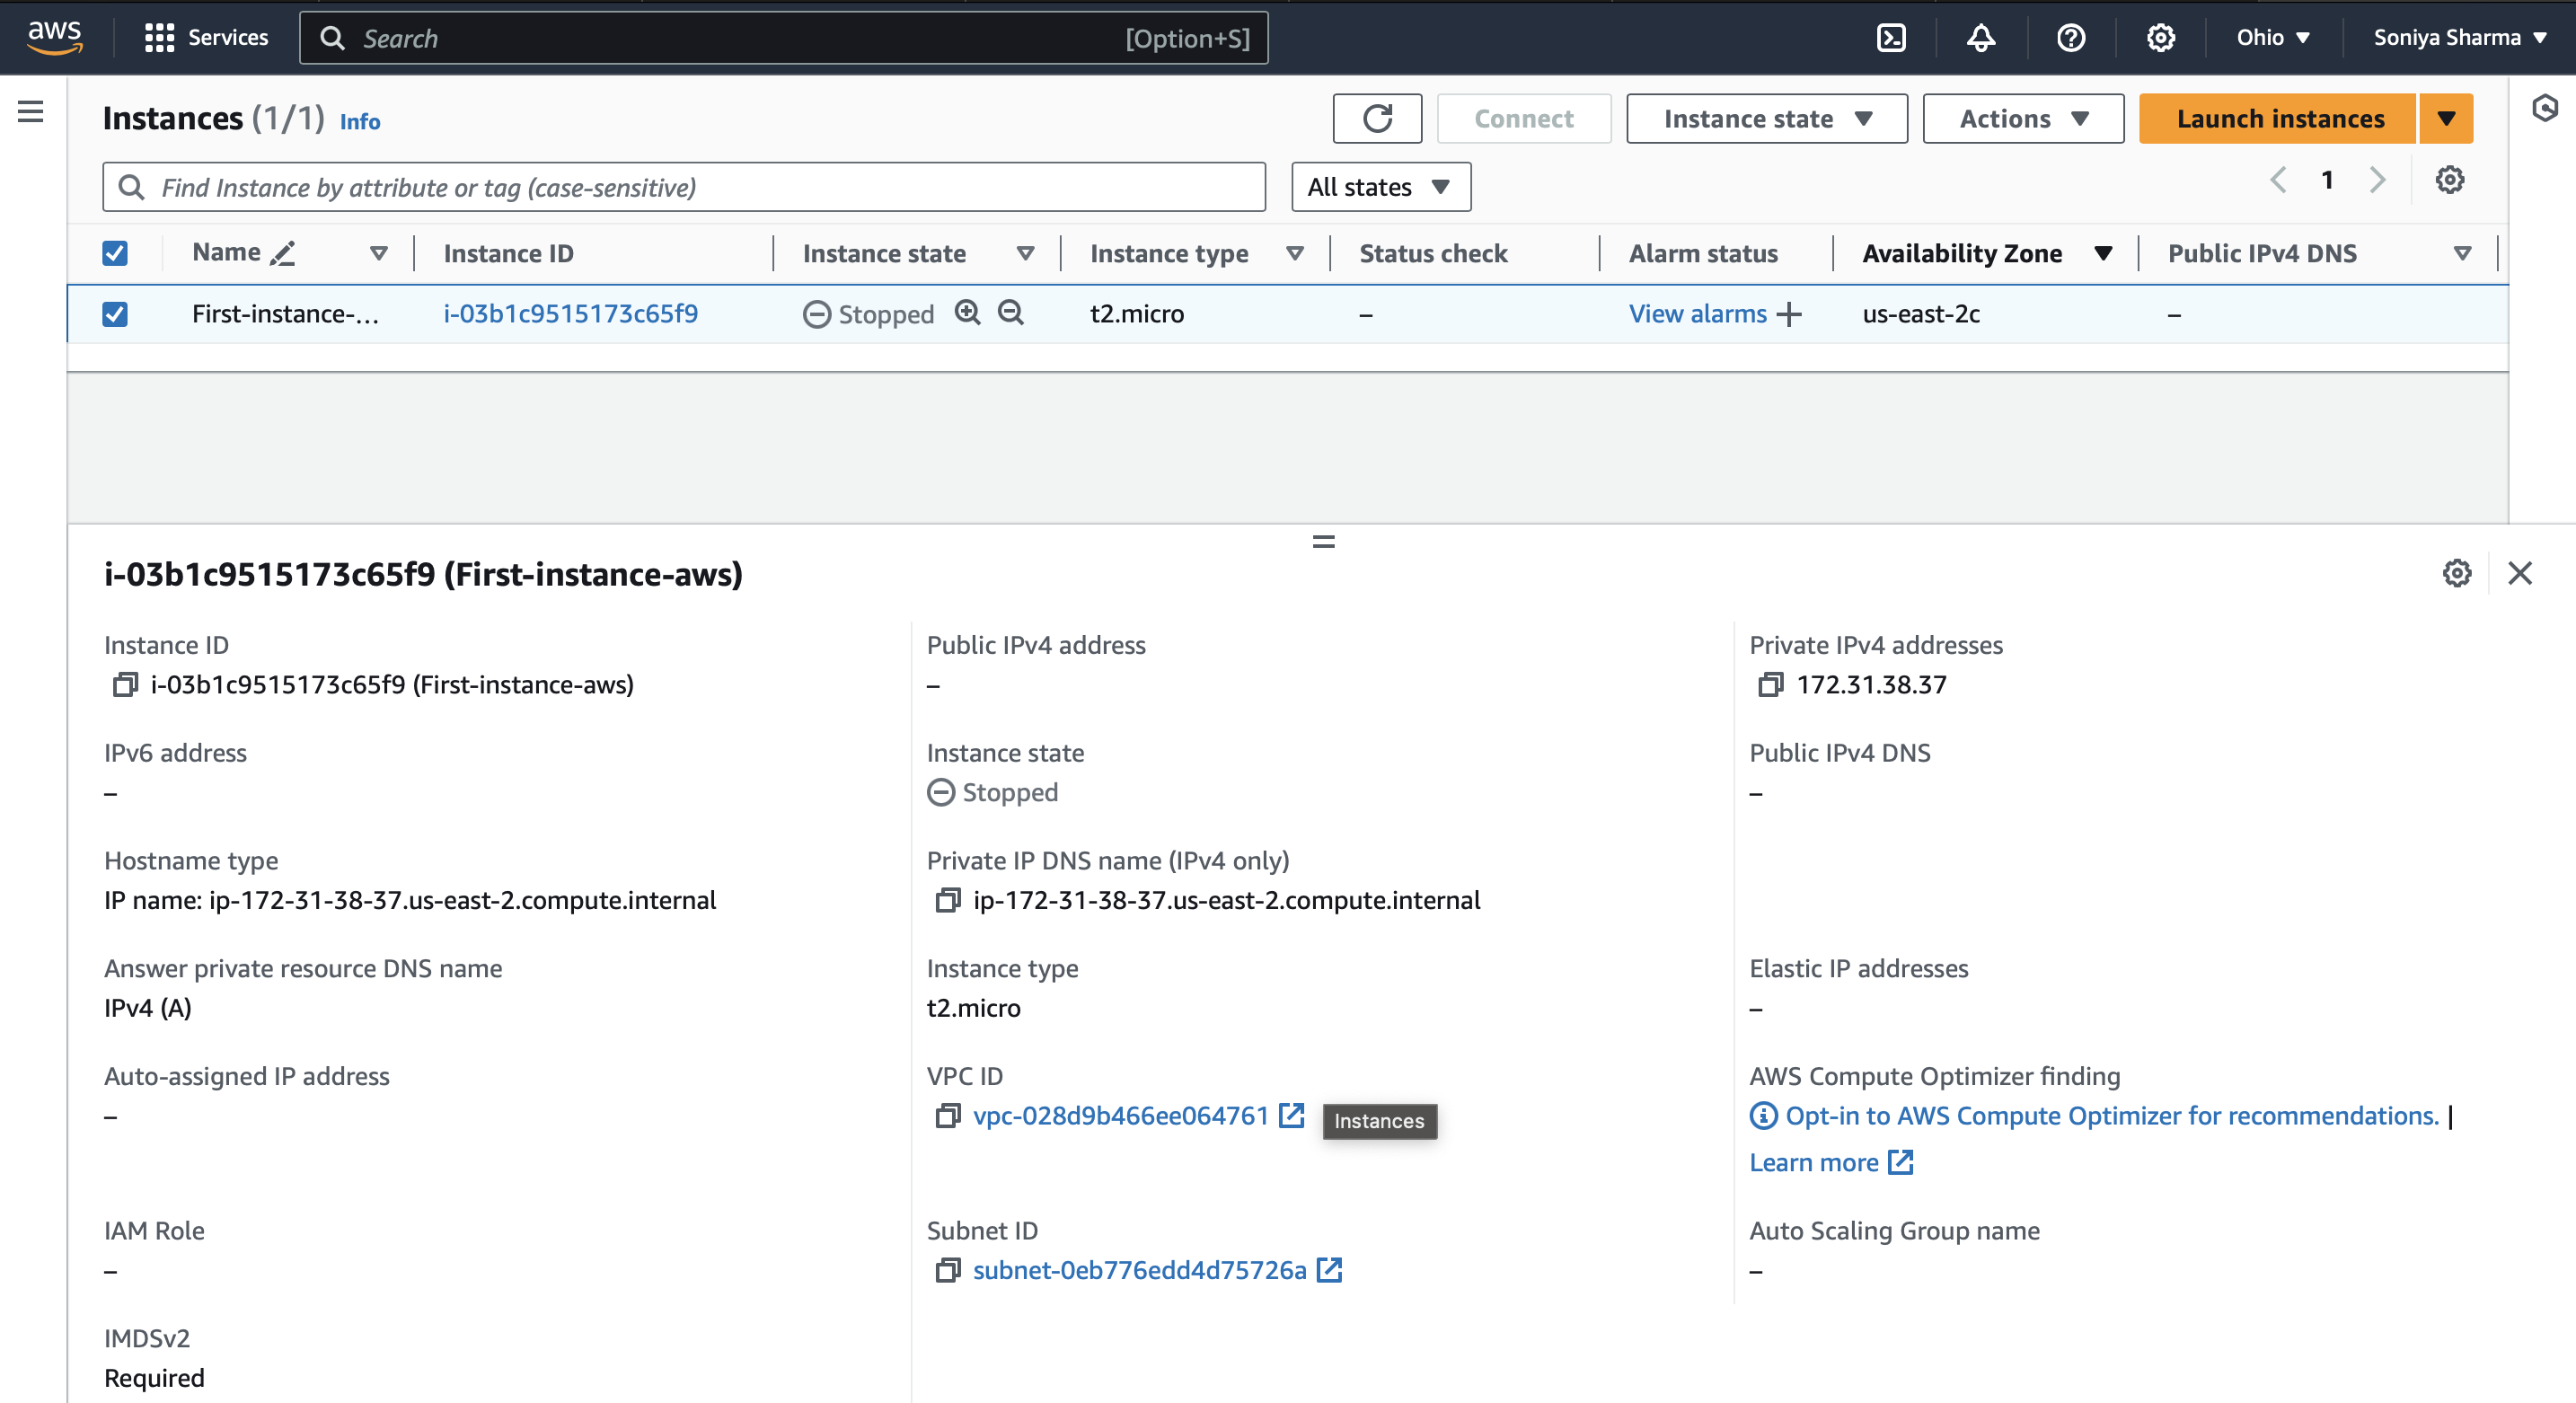 aws Services Search [Option+S] Ohio Soniya Sharma
Instances (1/1) Info Connect Instance state Actions Launch instances
Find Instance by attribute or tag (case-sensitive) All states 1
Name Instance ID Instance state Instance type Status check Alarm status Availability Zone Public IPv4 DNS
First-instance-... i-03b1c9515173c65f9 Stopped t2.micro – View alarms us-east-2c –
i-03b1c9515173c65f9 (First-instance-aws)
Instance ID Public IPv4 address Private IPv4 addresses
i-03b1c9515173c65f9 (First-instance-aws) – 172.31.38.37
IPv6 address Instance state Public IPv4 DNS
– Stopped –
Hostname type Private IP DNS name (IPv4 only)
IP name: ip-172-31-38-37.us-east-2.compute.internal ip-172-31-38-37.us-east-2.compute.internal
Answer private resource DNS name Instance type Elastic IP addresses
IPv4 (A) t2.micro –
Auto-assigned IP address VPC ID AWS Compute Optimizer finding
– vpc-028d9b466ee064761 Instances Opt-in to AWS Compute Optimizer for recommendations. |
Learn more
IAM Role Subnet ID Auto Scaling Group name
– subnet-0eb776edd4d75726a –
IMDSv2
Required